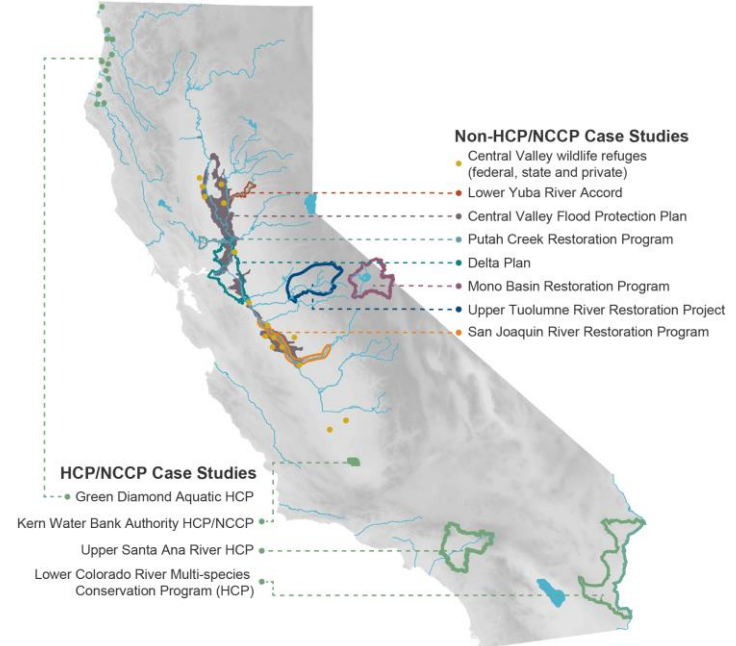 Non-HCP/NCCP Case Studies
Central Valley wildlife refuges
(federal, state and private)
Lower Yuba River Accord
Central Valley Flood Protection Plan
Putah Creek Restoration Program
Delta Plan
Mono Basin Restoration Program
Upper Tuolumne River Restoration Project
San Joaquin River Restoration Program
HCP/NCCP Case Studies
Green Diamond Aquatic HCP
Kern Water Bank Authority HCP/NCCP
Upper Santa Ana River HCP
Lower Colorado River Multi-species
Conservation Program (HCP)